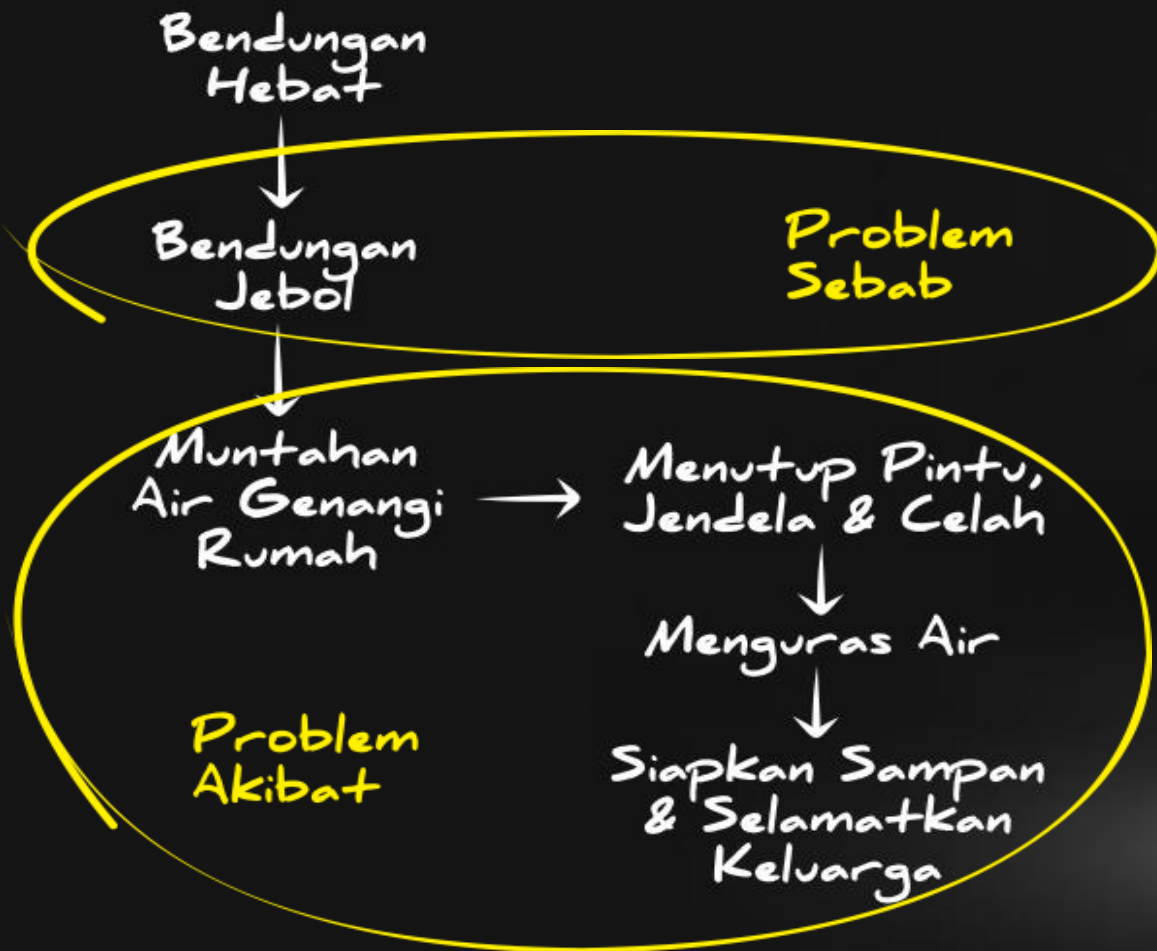 Bendungan
Hebat
Bendungan
Jebol
Problem
Sebab
Muntahan
Air Genangi
Rumah
Menutup Pintu,
Jendela & Celah
Menguras Air
Siapkan Sampan
& Selamatkan
Keluarga
Problem
Akibat